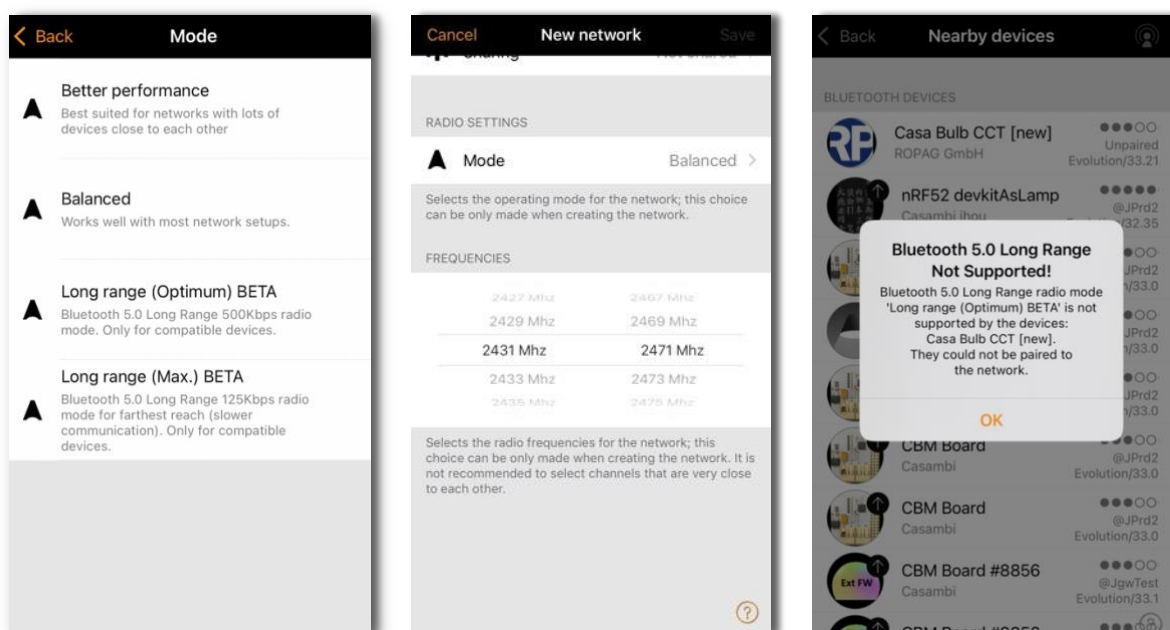 Back
Mode
Better performance
Best suited for networks with lots of
devices close to each other
Balanced
Works well with most network setups.
Long range (Optimum) BETA
Bluetooth 5.0 Long Range 500Kbps radio
mode. Only for compatible devices.
Long range (Max.) BETA
Bluetooth 5.0 Long Range 125Kbps radio
mode for farthest reach (slower
communication). Only for compatible
devices.
Cancel
New network
Save
Sharing
Not shared
RADIO SETTINGS
Mode
Balanced
Selects the operating mode for the network; this choice
can be only made when creating the network.
FREQUENCIES
2427 Mhz 2467 Mhz
2429 Mhz 2469 Mhz
2431 Mhz 2471 Mhz
2433 Mhz 2473 Mhz
2435 Mhz 2475 Mhz
Selects the radio frequencies for the network; this
choice can be only made when creating the network. It is
not recommended to select channels that are very close
to each other.
?
Back
Nearby devices
BLUETOOTH DEVICES
RP
Casa Bulb CCT [new]
ROPAG GmbH
Unpaired
Evolution/33.21
nRF52 devkitAsLamp
Casambi jhou
@JPrd2
/32.35
Bluetooth 5.0 Long Range
Not Supported!
Bluetooth 5.0 Long Range radio mode
'Long range (Optimum) BETA' is not
supported by the devices:
Casa Bulb CCT [new].
They could not be paired to
the network.
OK
JPrd2
n/33.0
JPrd2
n/33.0
JPrd2
n/33.0
CBM Board
Casambi
@JPrd2
Evolution/33.0
CBM Board
Casambi
@JPrd2
Evolution/33.0
Ext FW
CBM Board #8856
Casambi
@JgwTest
Evolution/33.1